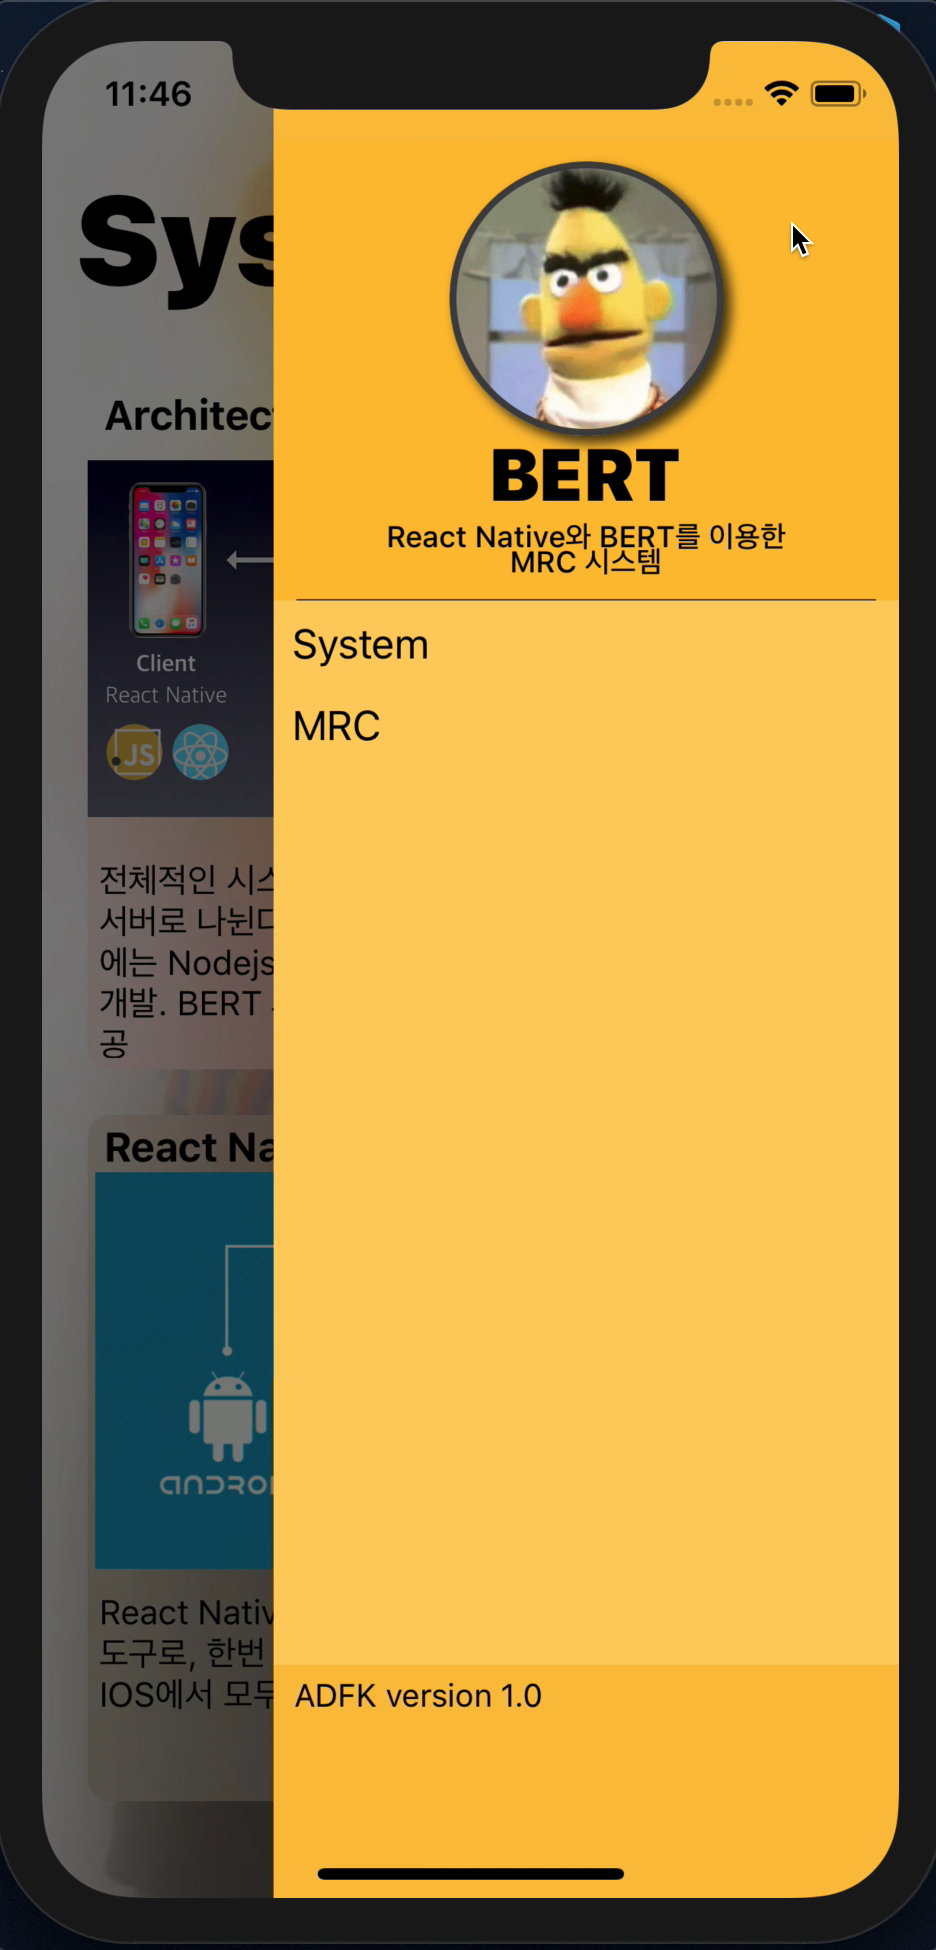 11:46
Sys
Architec
Client
React Native
JS
전체적인 시스
서버로 나뉜다
에는 Nodejs
개발. BERT
공
React Na
ANDRO
React Nativ
도구로, 한번
IOS에서 모두
BERT
React Native와 BERT를 이용한
MRC 시스템
System
MRC
ADFK version 1.0